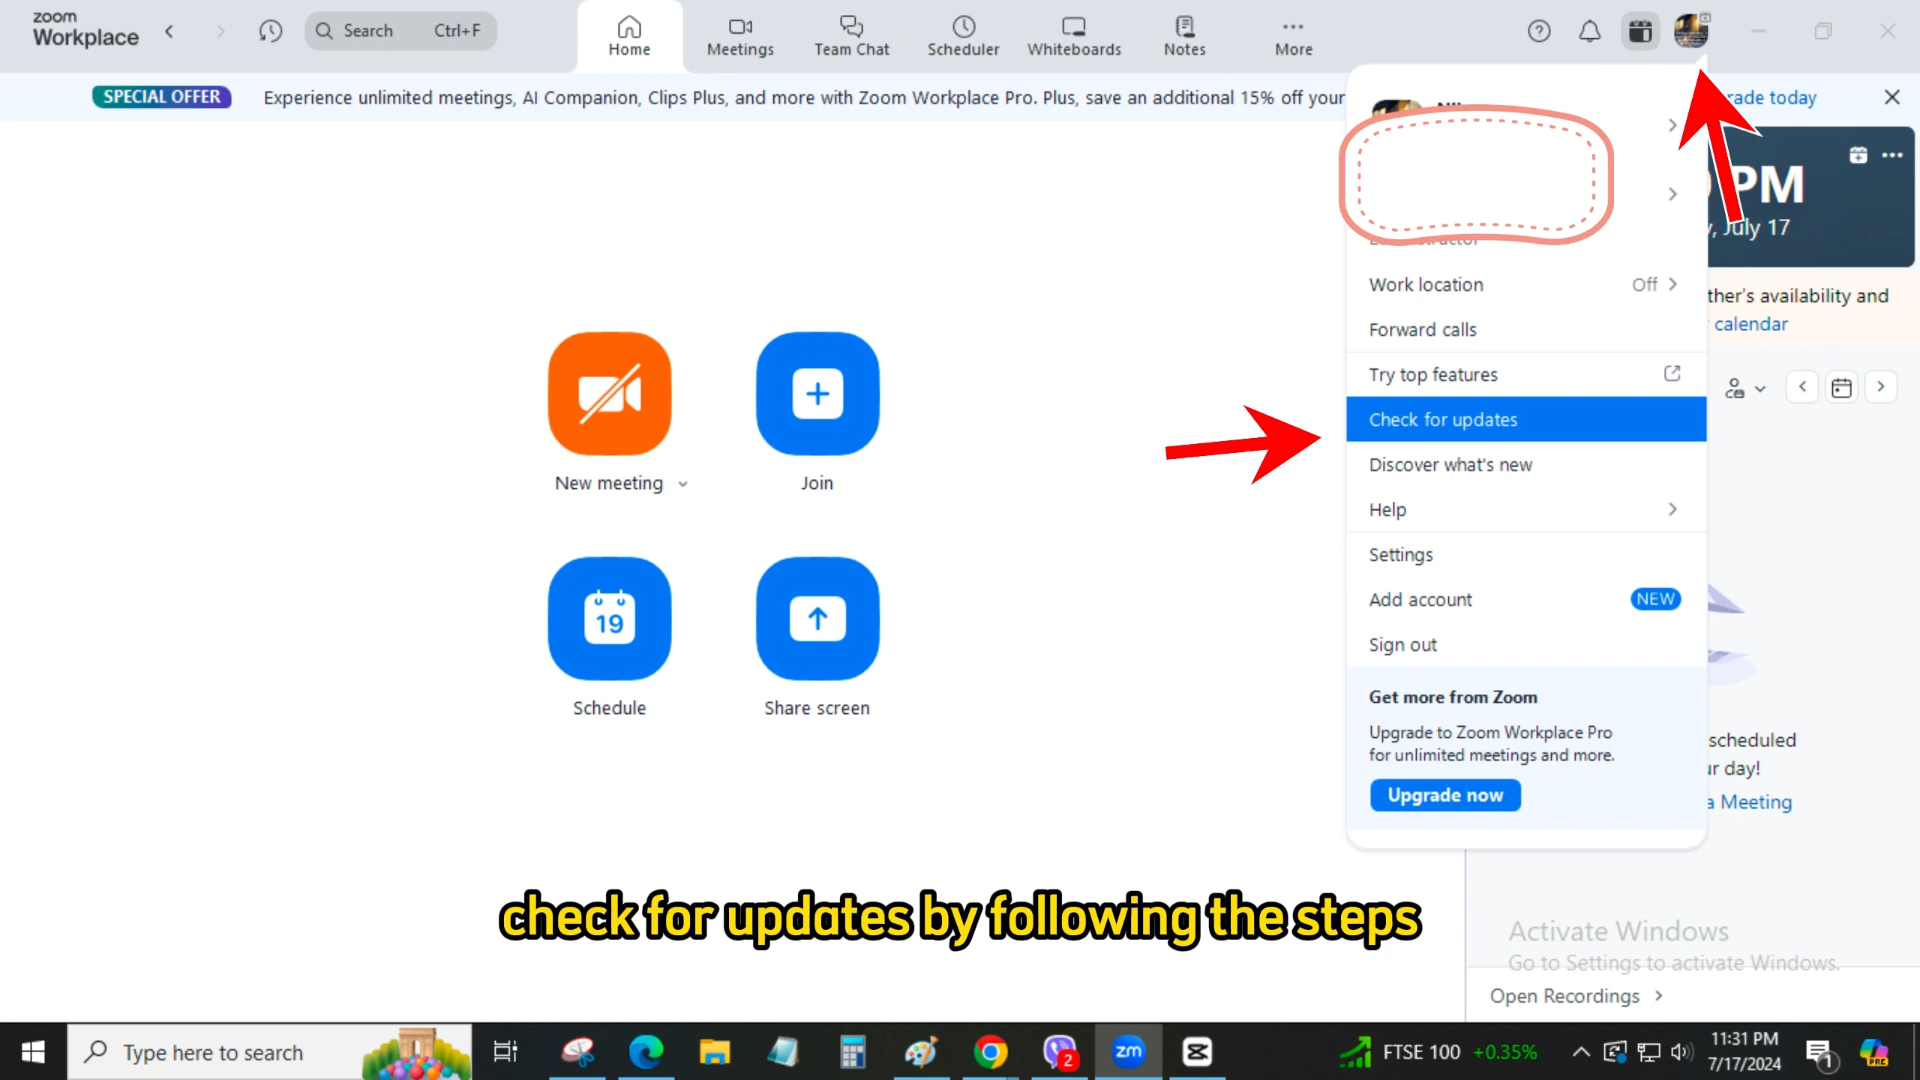 zoom
Workplace
Search Ctrl+F
Home
Meetings
Team Chat
Scheduler
Whiteboards
Notes
More
SPECIAL OFFER
Experience unlimited meetings, AI Companion, Clips Plus, and more with Zoom Workplace Pro. Plus, save an additional 15% off your
rade today
PM
July 17
Work location Off
Forward calls
Try top features
Check for updates
Discover what's new
Help
Settings
Add account NEW
Sign out
Get more from Zoom
Upgrade to Zoom Workplace Pro
for unlimited meetings and more.
Upgrade now
ther's availability and
calendar
New meeting
Join
19
Schedule
Share screen
scheduled
ur day!
a Meeting
check for updates by following the steps
Activate Windows
Go to Settings to activate Windows.
Open Recordings
Type here to search
2
zm
FTSE 100 +0.35%
11:31 PM
7/17/2024
1
PRE